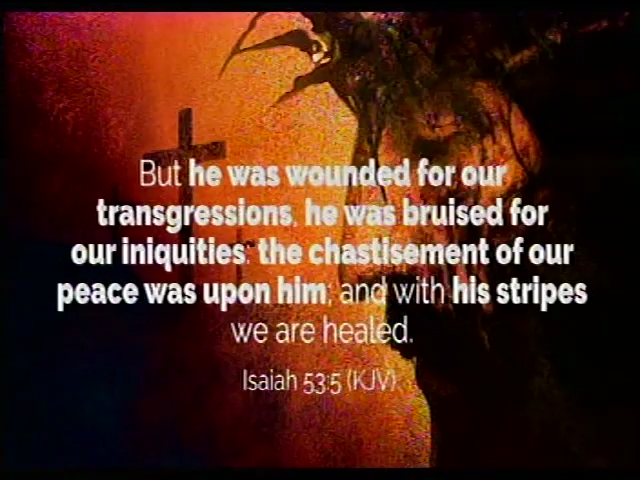 But he was wounded for our
transgressions, he was bruised for
our iniquities: the chastisement of our
peace was upon him; and with his stripes
we are healed.
Isaiah 53:5 (KJV)